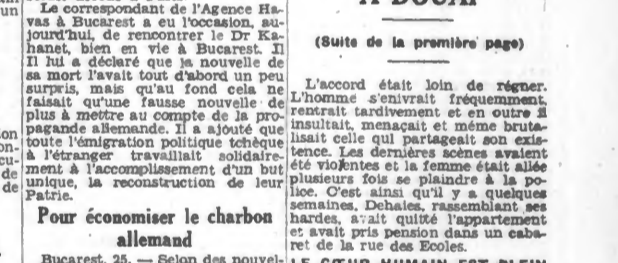 Le correspondant de l'Agence Ha-
vas à Bucarest a eu l'occasion, au-
jourd'hui, de rencontrer le Dr Ka-
hanet, bien en vie à Bucarest. Il
Il lui a déclaré que la nouvelle de
sa mort l'avait tout d'abord un peu
surpris, mais qu'au fond cela ne
faisait qu'une fausse nouvelle de
plus à mettre au compte de la pro-
pagande allemande. Il a ajouté que
toute l'émigration politique tchèque
à l'étranger travaillait solidaire-
ment à l'accomplissement d'un but
unique, la reconstruction de leur
Patrie.
Pour économiser le charbon
allemand
Bucarest, 25. — Selon des nouvel-
A DOUAI
(Suite de la première page)
L'accord était loin de régner.
L'homme s'enivrait fréquemment,
rentrait tardivement et en outre il
insultait, menaçait et même bruta-
lisait celle qui partageait son exis-
tence. Les dernières scènes avaient
été violentes et la femme était allée
plusieurs fois se plaindre à la po-
lice. C'est ainsi qu'il y a quelques
semaines, Dehales, rassemblant ses
hardes, avait quitté l'appartement
et avait pris pension dans un caba-
ret de la rue des Ecoles.
LE CŒUR HUMAIN EST PLEIN